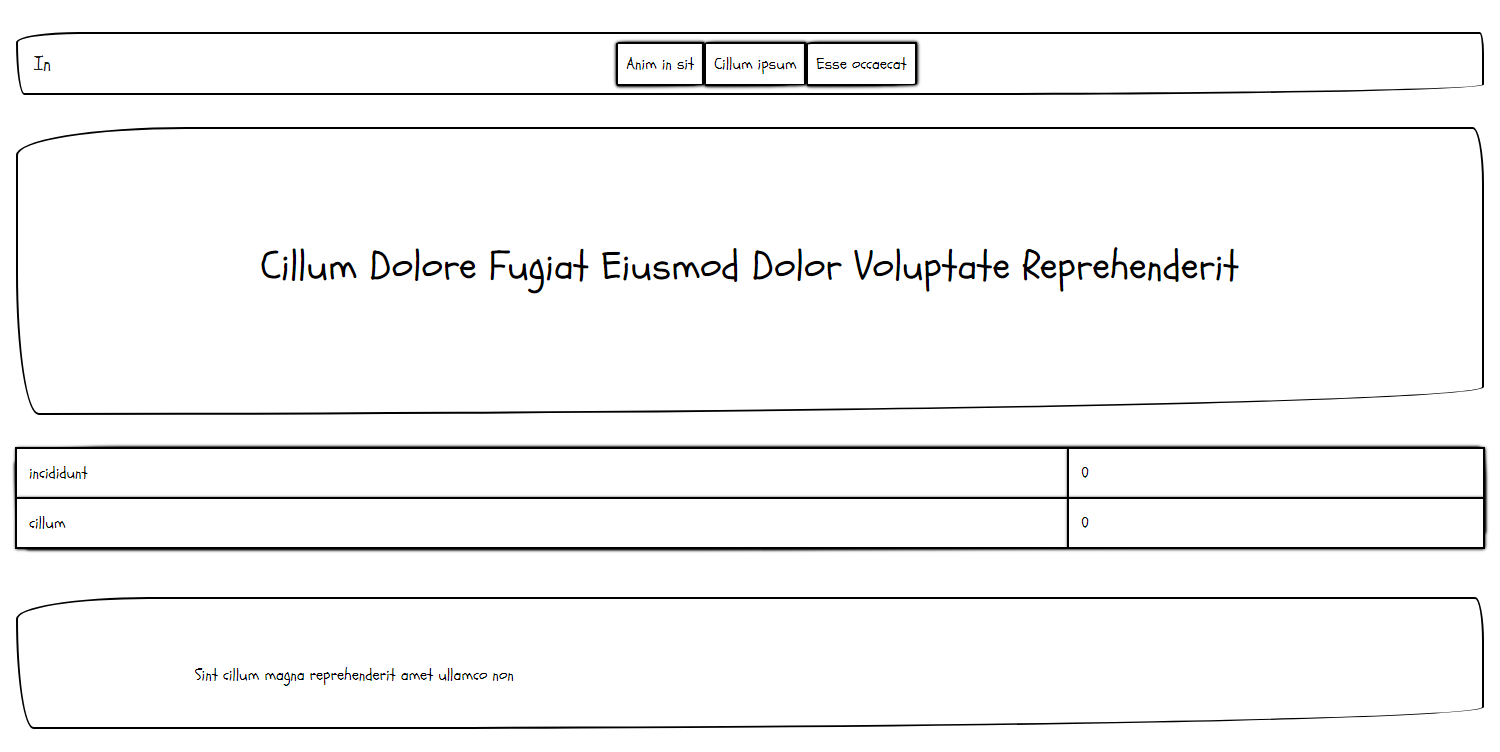 In
Anim in sit Cillum ipsum Esse occaecat
Cillum Dolore Fugiat Eiusmod Dolor Voluptate Reprehenderit
incididunt 0
cillum 0
Sint cillum magna reprehenderit amet ullamco non